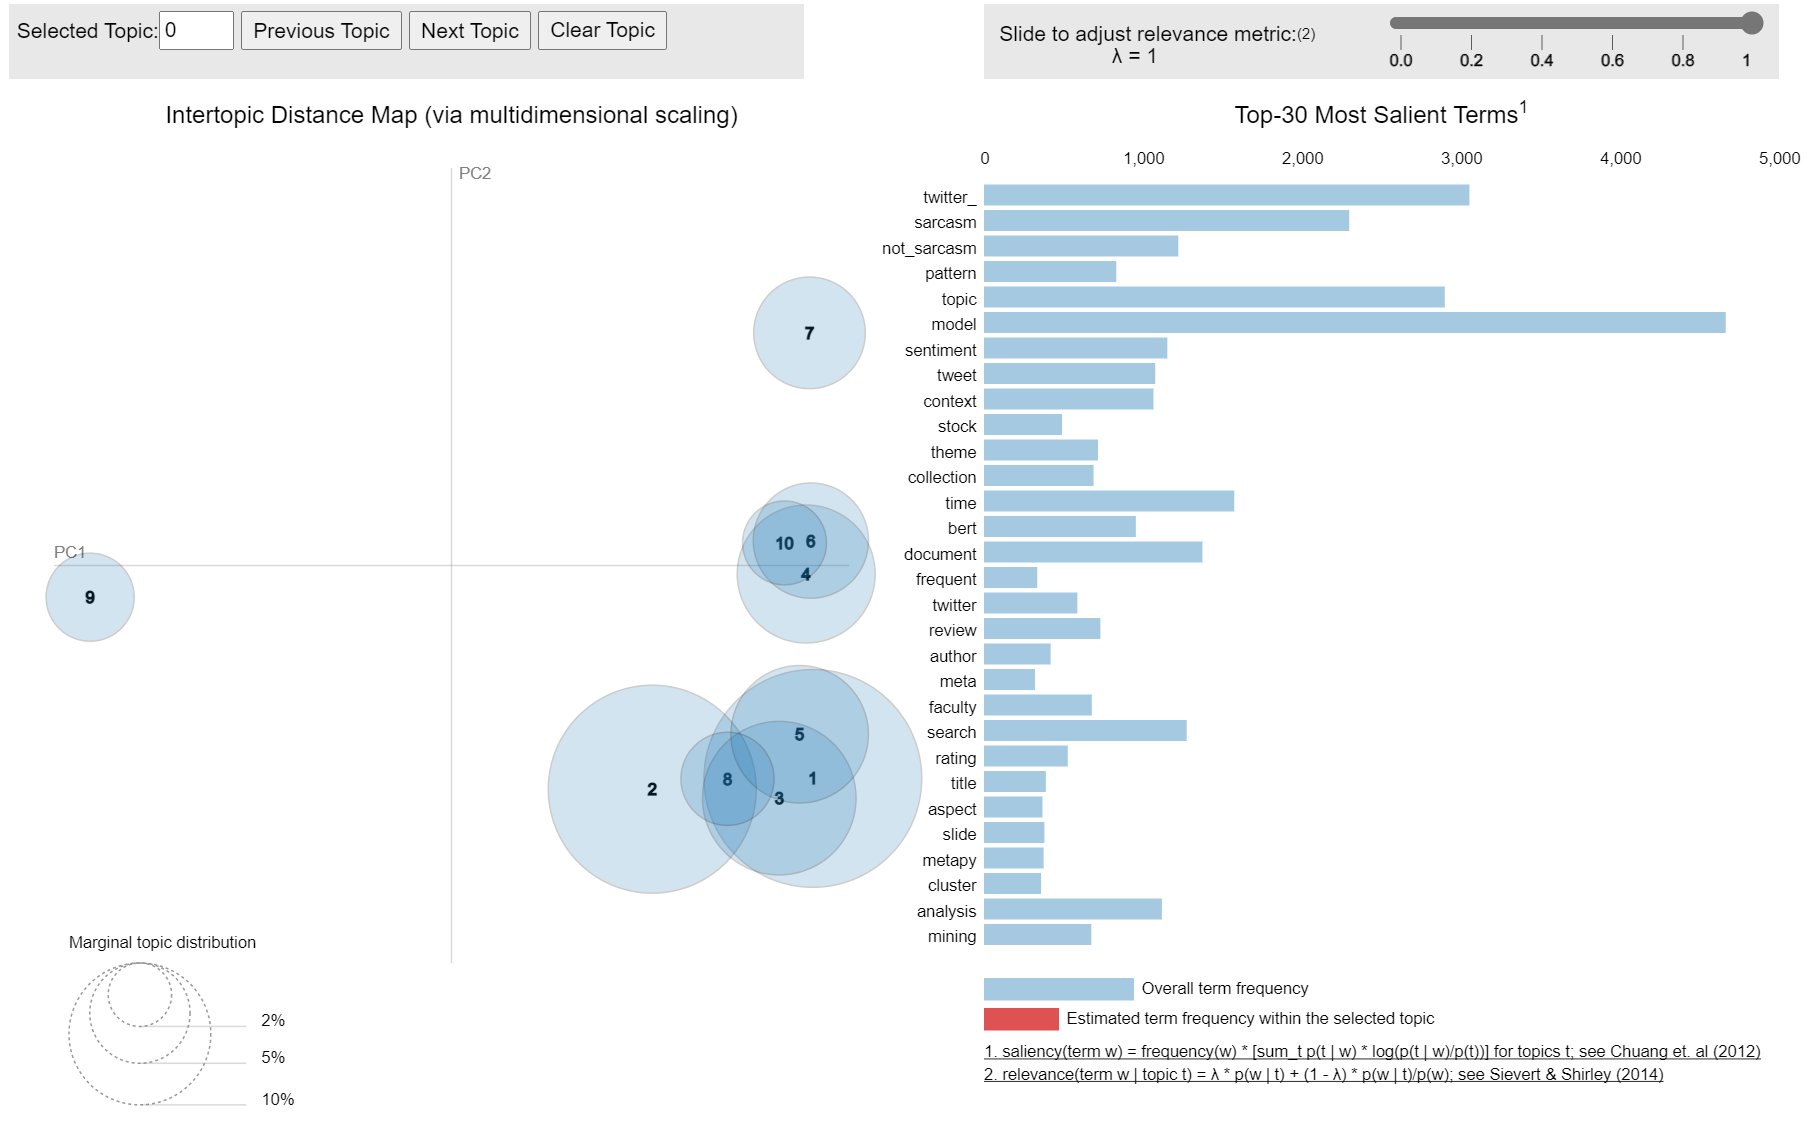 Selected Topic: 0 Previous Topic Next Topic Clear Topic
Slide to adjust relevance metric:(2)
λ = 1
0.0 0.2 0.4 0.6 0.8 1
Intertopic Distance Map (via multidimensional scaling)
PC2
PC1
7
10 6
4
9
5
8 1
2
3
Marginal topic distribution
2%
5%
10%
Top-30 Most Salient Terms1
0 1,000 2,000 3,000 4,000 5,000
twitter_
sarcasm
not_sarcasm
pattern
topic
model
sentiment
tweet
context
stock
theme
collection
time
bert
document
frequent
twitter
review
author
meta
faculty
search
rating
title
aspect
slide
metapy
cluster
analysis
mining
Overall term frequency
Estimated term frequency within the selected topic
1. saliency(term w) = frequency(w) * [sum_t p(t | w) * log(p(t | w)/p(t))] for topics t; see Chuang et. al (2012)
2. relevance(term w | topic t) = λ * p(w | t) + (1 - λ) * p(w | t)/p(w); see Sievert & Shirley (2014)